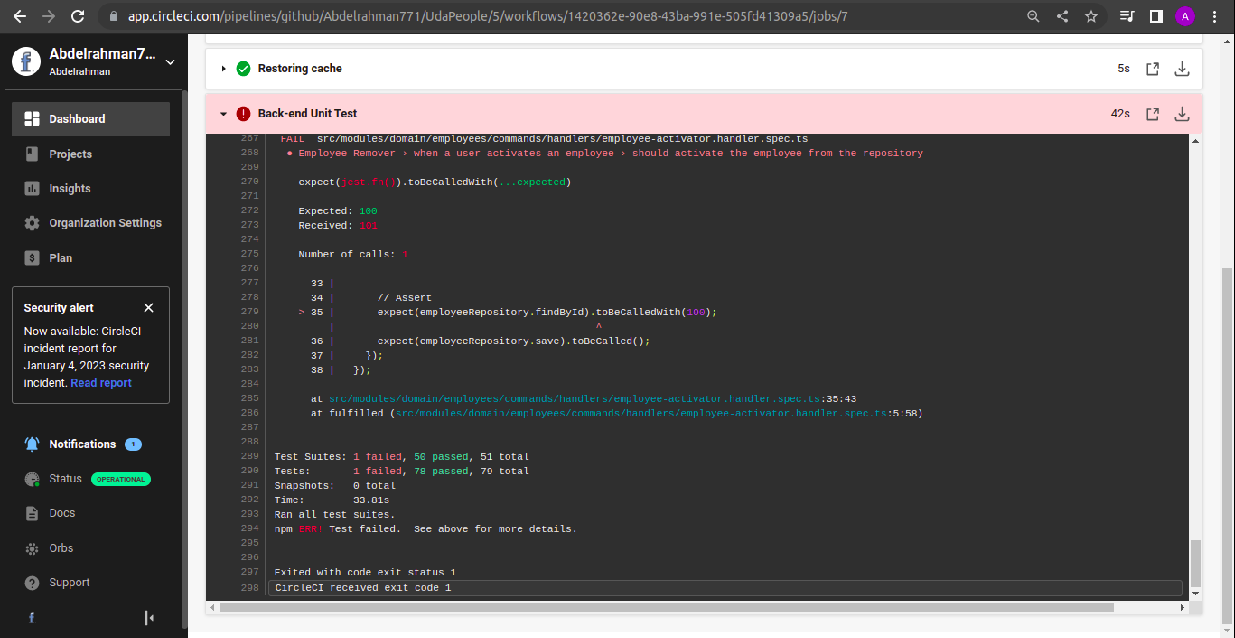 app.circleci.com/pipelines/github/Abdelrahman771/UdaPeople/5/workflows/1420362e-90e8-43ba-991e-505fd41309a5/jobs/7
A
Abdelrahman7...
Abdelrahman
Dashboard
Projects
Insights
Organization Settings
Plan
Security alert
Now available: CircleCI
incident report for
January 4, 2023 security
incident. Read report
Notifications 1
Status OPERATIONAL
Docs
Orbs
Support
Restoring cache 5s
Back-end Unit Test 42s
267 FAIL src/modules/domain/employees/commands/handlers/employee-activator.handler.spec.ts
268 ● Employee Remover › when a user activates an employee › should activate the employee from the repository
269
270 expect(jest.fn()).toBeCalledWith(...expected)
271
272 Expected: 100
273 Received: 101
274
275 Number of calls: 1
276
277 33 |
278 34 | // Assert
279 > 35 | expect(employeeRepository.findById).toBeCalledWith(100);
280 | ^
281 36 | expect(employeeRepository.save).toBeCalled();
282 37 | });
283 38 | });
284
285 at src/modules/domain/employees/commands/handlers/employee-activator.handler.spec.ts:35:43
286 at fulfilled (src/modules/domain/employees/commands/handlers/employee-activator.handler.spec.ts:5:58)
287
288
289 Test Suites: 1 failed, 50 passed, 51 total
290 Tests: 1 failed, 78 passed, 79 total
291 Snapshots: 0 total
292 Time: 33.81s
293 Ran all test suites.
294 npm ERR! Test failed. See above for more details.
295
296
297 Exited with code exit status 1
298 CircleCI received exit code 1